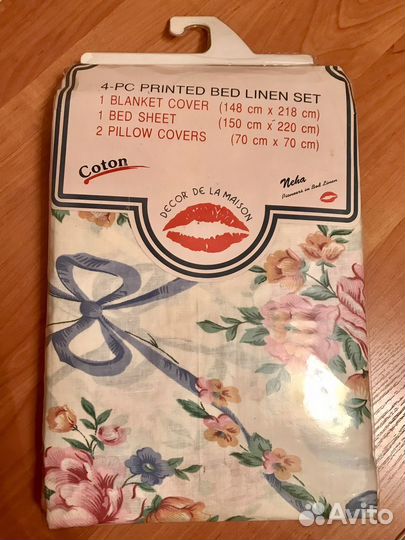 4-PC PRINTED BED LINEN SET
1 BLANKET COVER (148 cm x 218 cm)
1 BED SHEET (150 cm x 220 cm)
2 PILLOW COVERS (70 cm x 70 cm)
Coton
Neha
Pioneers in Bed Linen
DECOR DE LA MAISON
Avito